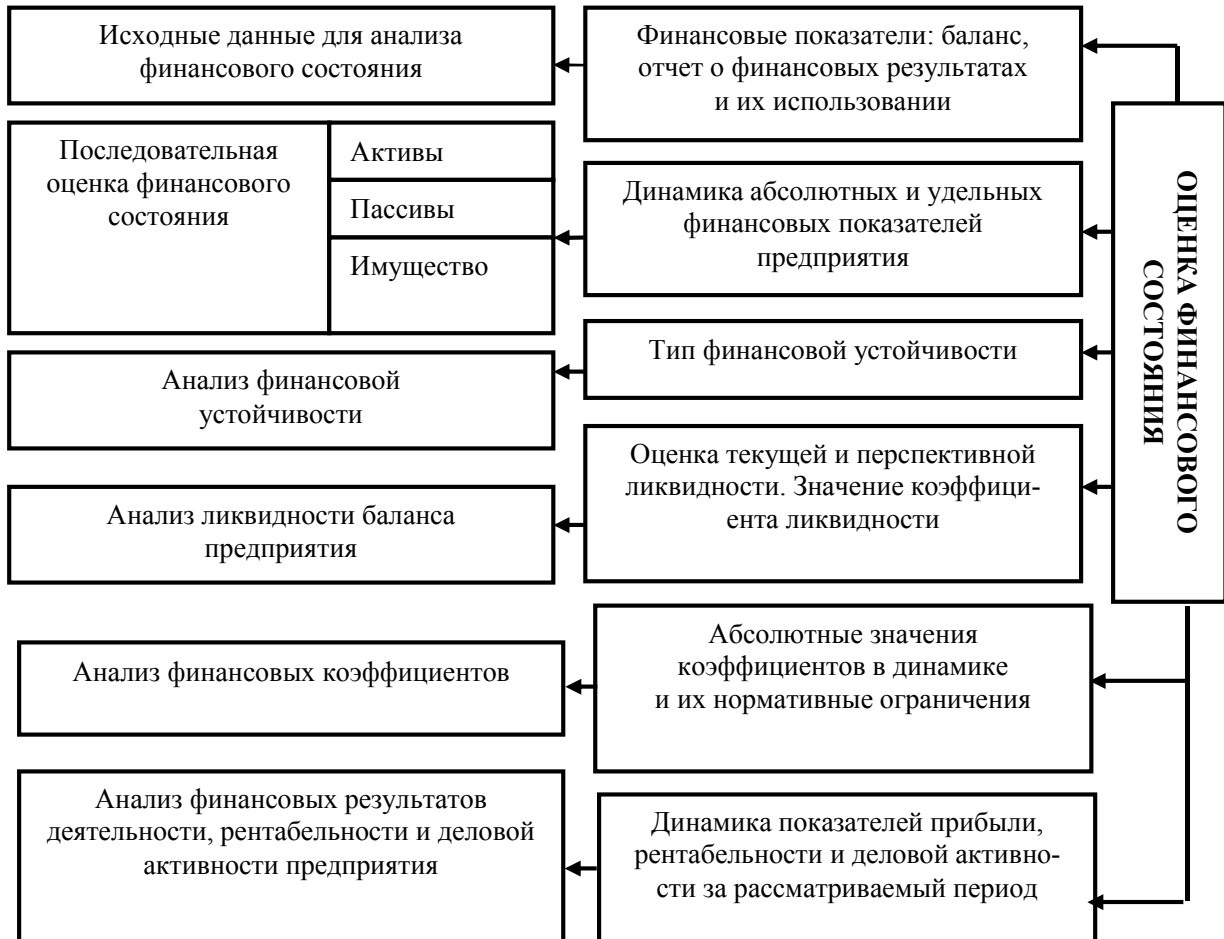 Исходные данные для анализа
финансового состояния
Финансовые показатели: баланс,
отчет о финансовых результатах
и их использовании
Последовательная
оценка финансового
состояния
Активы
Пассивы
Имущество
Динамика абсолютных и удельных
финансовых показателей
предприятия
Анализ финансовой
устойчивости
Тип финансовой устойчивости
Анализ ликвидности баланса
предприятия
Оценка текущей и перспективной
ликвидности. Значение коэффици-
ента ликвидности
Анализ финансовых коэффициентов
Абсолютные значения
коэффициентов в динамике
и их нормативные ограничения
Анализ финансовых результатов
деятельности, рентабельности и деловой
активности предприятия
Динамика показателей прибыли,
рентабельности и деловой активно-
сти за рассматриваемый период
ОЦЕНКА ФИНАНСОВОГО
СОСТОЯНИЯ